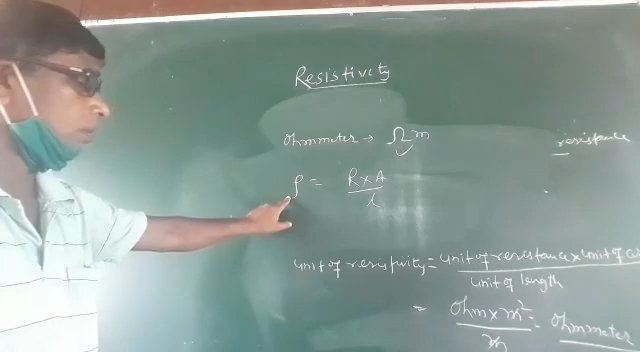 Resistivity
Ohmmeter → Ωm
resistance
ρ = R×A
l
Unit of resistivity = Unit of resistance × Unit of a
Unit of length
= Ohm × m² = Ohmmeter
m